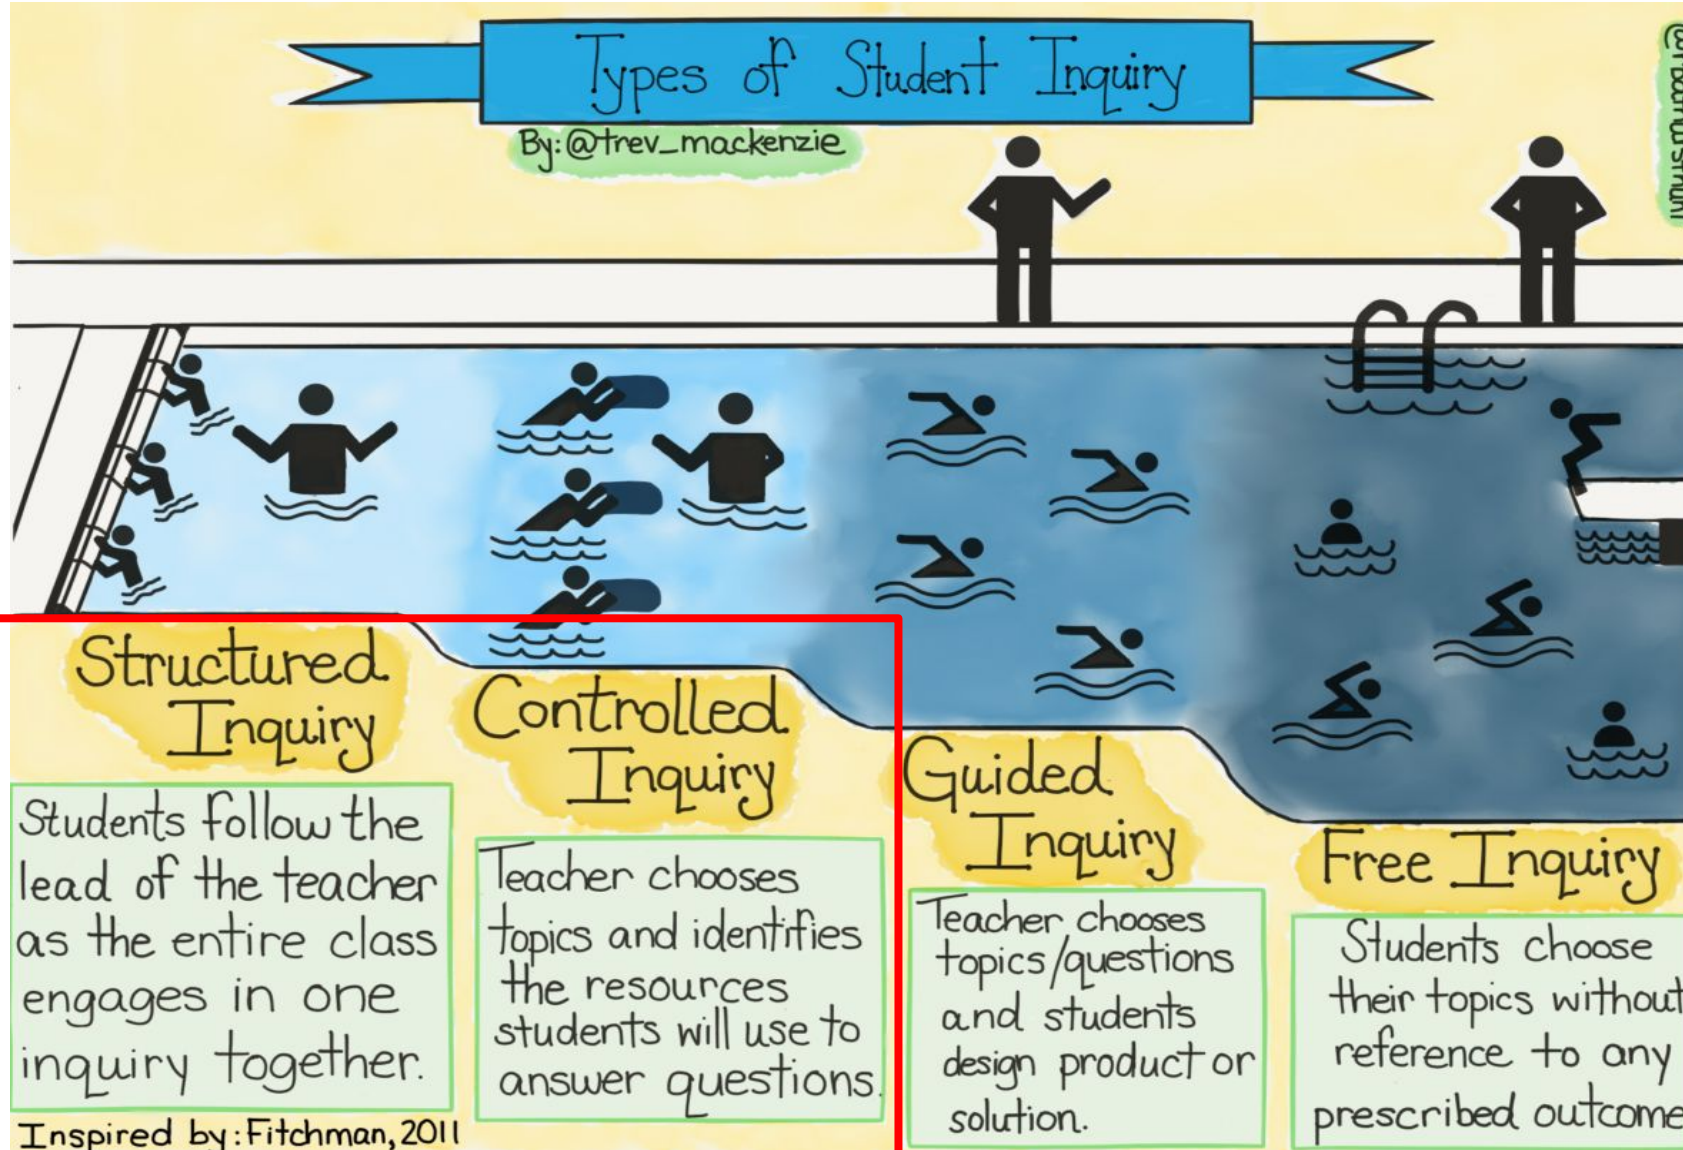 Types of Student Inquiry
By: @trev_mackenzie
Structured
Inquiry
Students follow the
lead of the teacher
as the entire class
engages in one
inquiry together.
Inspired by: Fitchman, 2011
Controlled
Inquiry
Teacher chooses
topics and identifies
the resources
students will use to
answer questions.
Guided
Inquiry
Teacher chooses
topics/questions
and students
design product or
solution.
Free Inquiry
Students choose
their topics without
reference to any
prescribed outcome